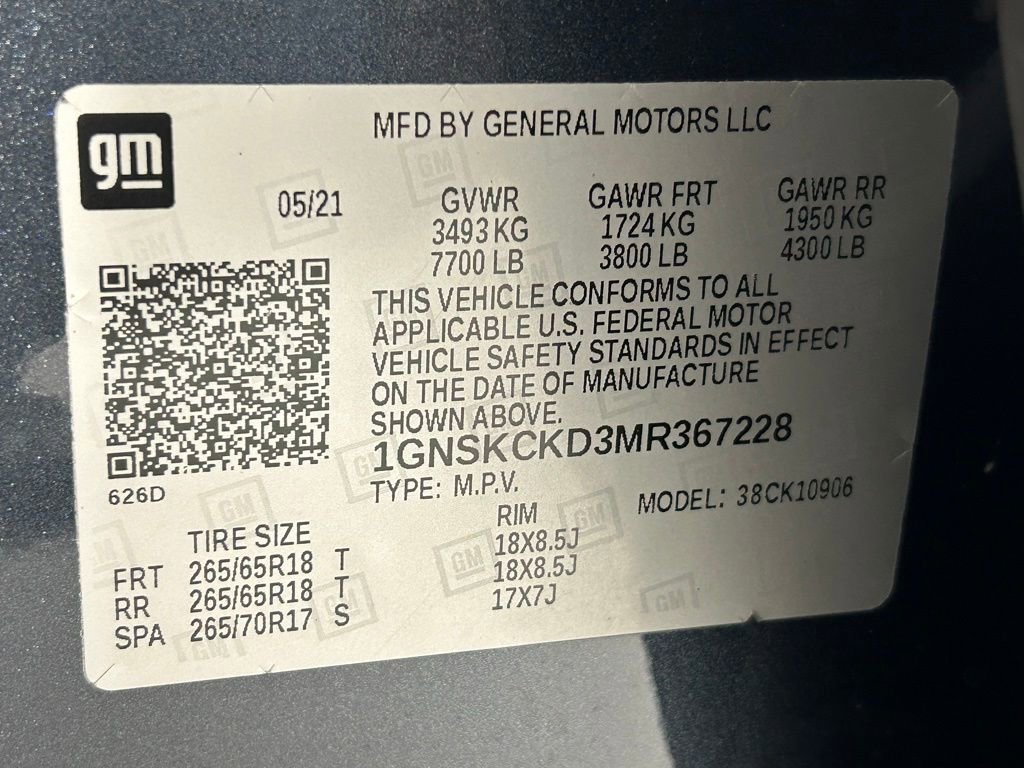 gm
MFD BY GENERAL MOTORS LLC
05/21 GVWR GAWR FRT GAWR RR
3493 KG 1724 KG 1950 KG
7700 LB 3800 LB 4300 LB
THIS VEHICLE CONFORMS TO ALL
APPLICABLE U.S. FEDERAL MOTOR
VEHICLE SAFETY STANDARDS IN EFFECT
ON THE DATE OF MANUFACTURE
SHOWN ABOVE.
1GNSKCKD3MR367228
626D
TYPE: M.P.V. MODEL: 38CK10906
TIRE SIZE RIM
FRT 265/65R18 T 18X8.5J
RR 265/65R18 T 18X8.5J
SPA 265/70R17 S 17X7J